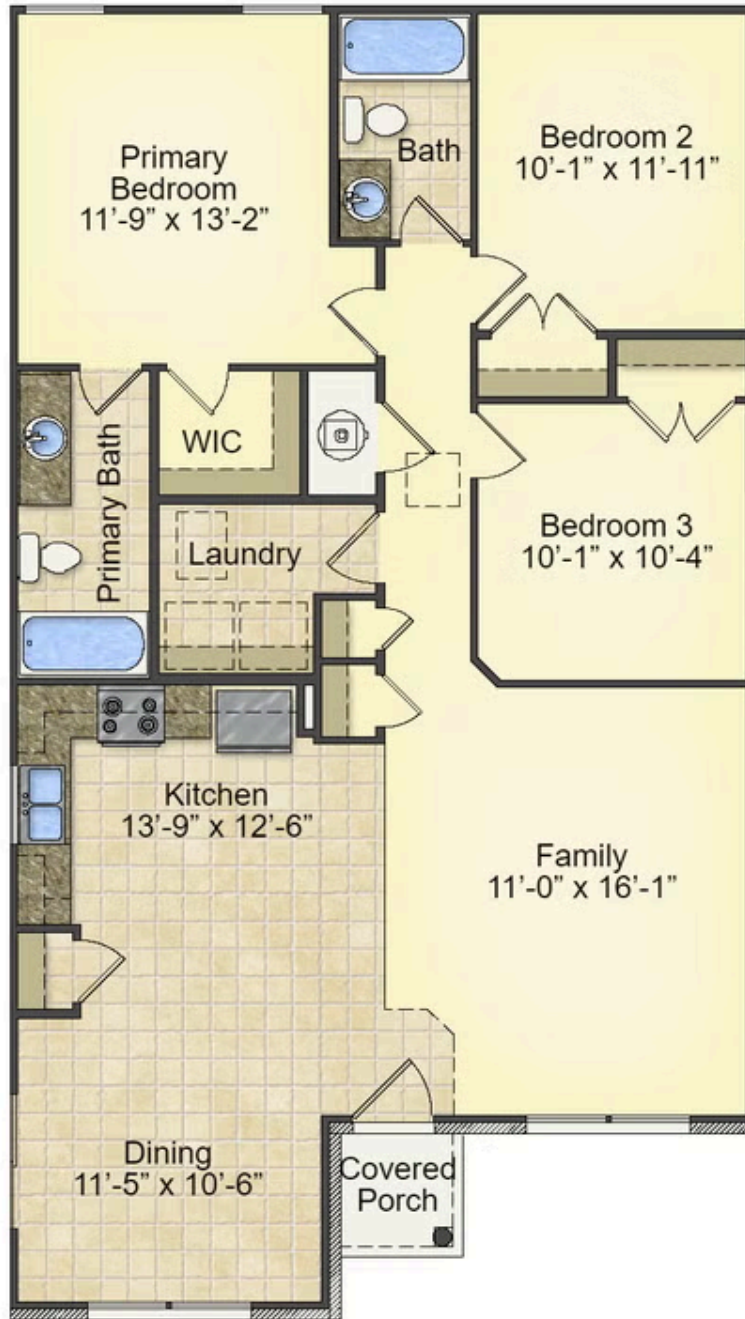 Primary
Bedroom
11’-9” x 13’-2”
Bath
Bedroom 2
10’-1” x 11’-11”
Primary Bath
WIC
Laundry
Bedroom 3
10’-1” x 10’-4”
Kitchen
13’-9” x 12’-6”
Family
11’-0” x 16’-1”
Dining
11’-5” x 10’-6”
Covered
Porch